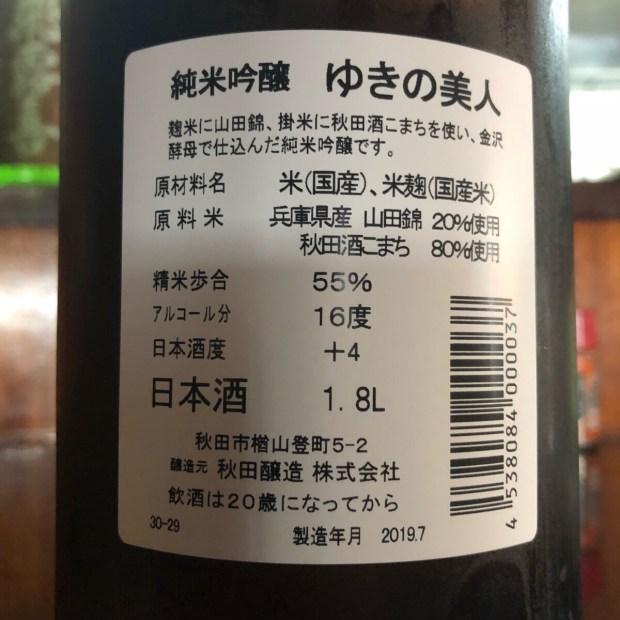 純米吟醸 ゆきの美人
麹米に山田錦、掛米に秋田酒こまちを使い、金沢
酵母で仕込んだ純米吟醸です。
原材料名 米(国産)、米麹(国産米)
原料米 兵庫県産 山田錦 20%使用
秋田酒こまち 80%使用
精米歩合 55%
アルコール分 16度
日本酒度 +4
日本酒 1.8L
秋田市楢山登町5-2
醸造元 秋田醸造 株式会社
飲酒は20歳になってから
30-29 製造年月 2019.7
4 538084 000037